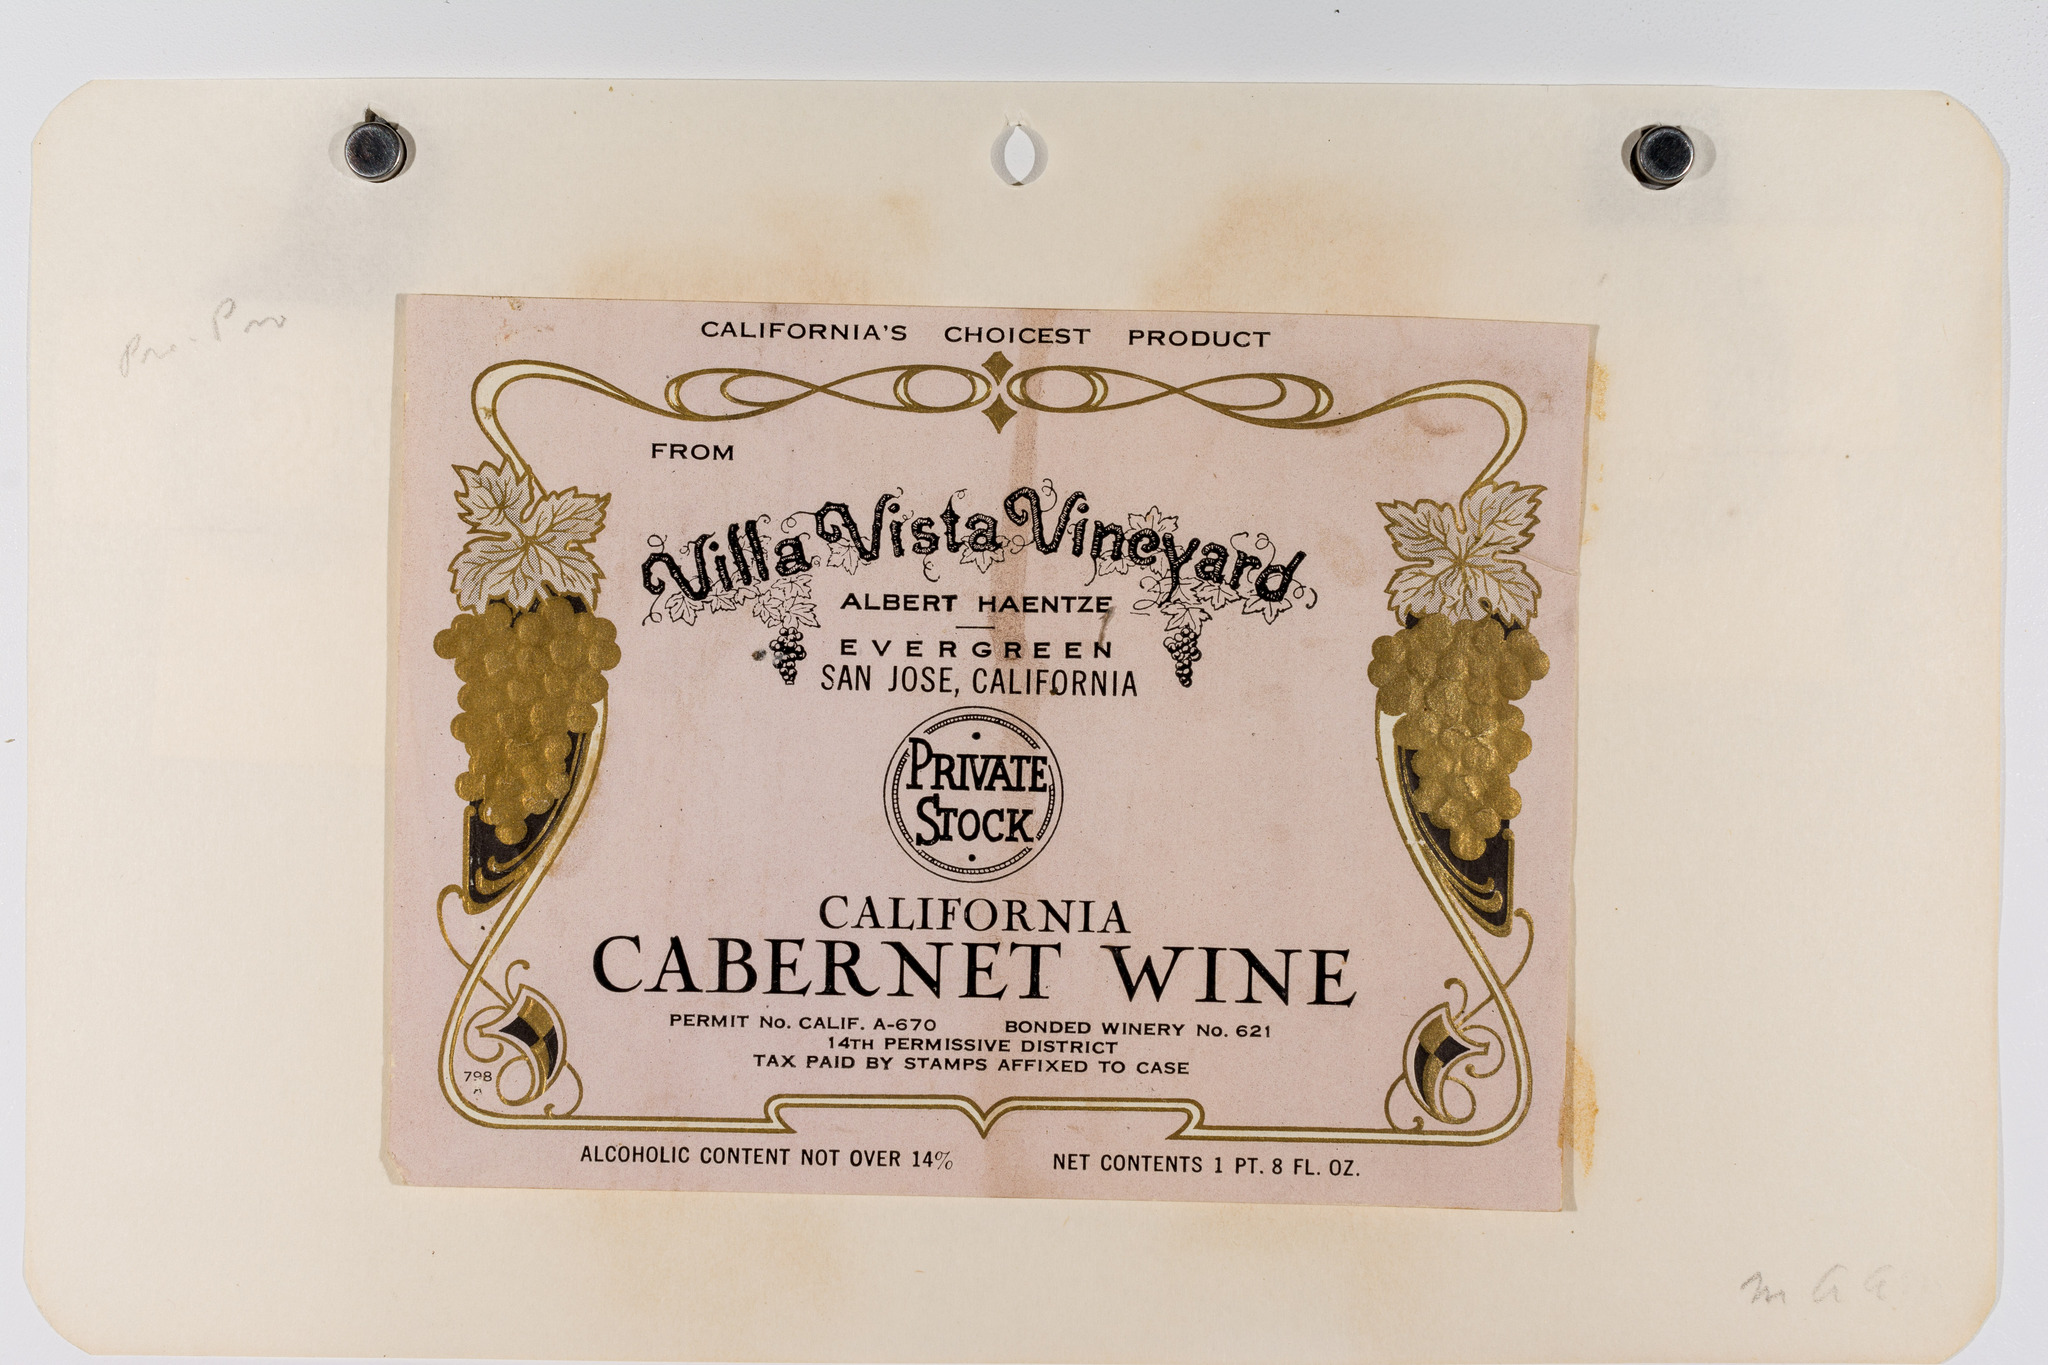 Pre-Pro
CALIFORNIA'S CHOICEST PRODUCT
FROM
Villa Vista Vineyard
ALBERT HAENTZE
EVERGREEN
SAN JOSE, CALIFORNIA
PRIVATE
STOCK
CALIFORNIA
CABERNET WINE
PERMIT No. CALIF. A-670 BONDED WINERY No. 621
14TH PERMISSIVE DISTRICT
TAX PAID BY STAMPS AFFIXED TO CASE
798
ALCOHOLIC CONTENT NOT OVER 14% NET CONTENTS 1 PT. 8 FL. OZ.